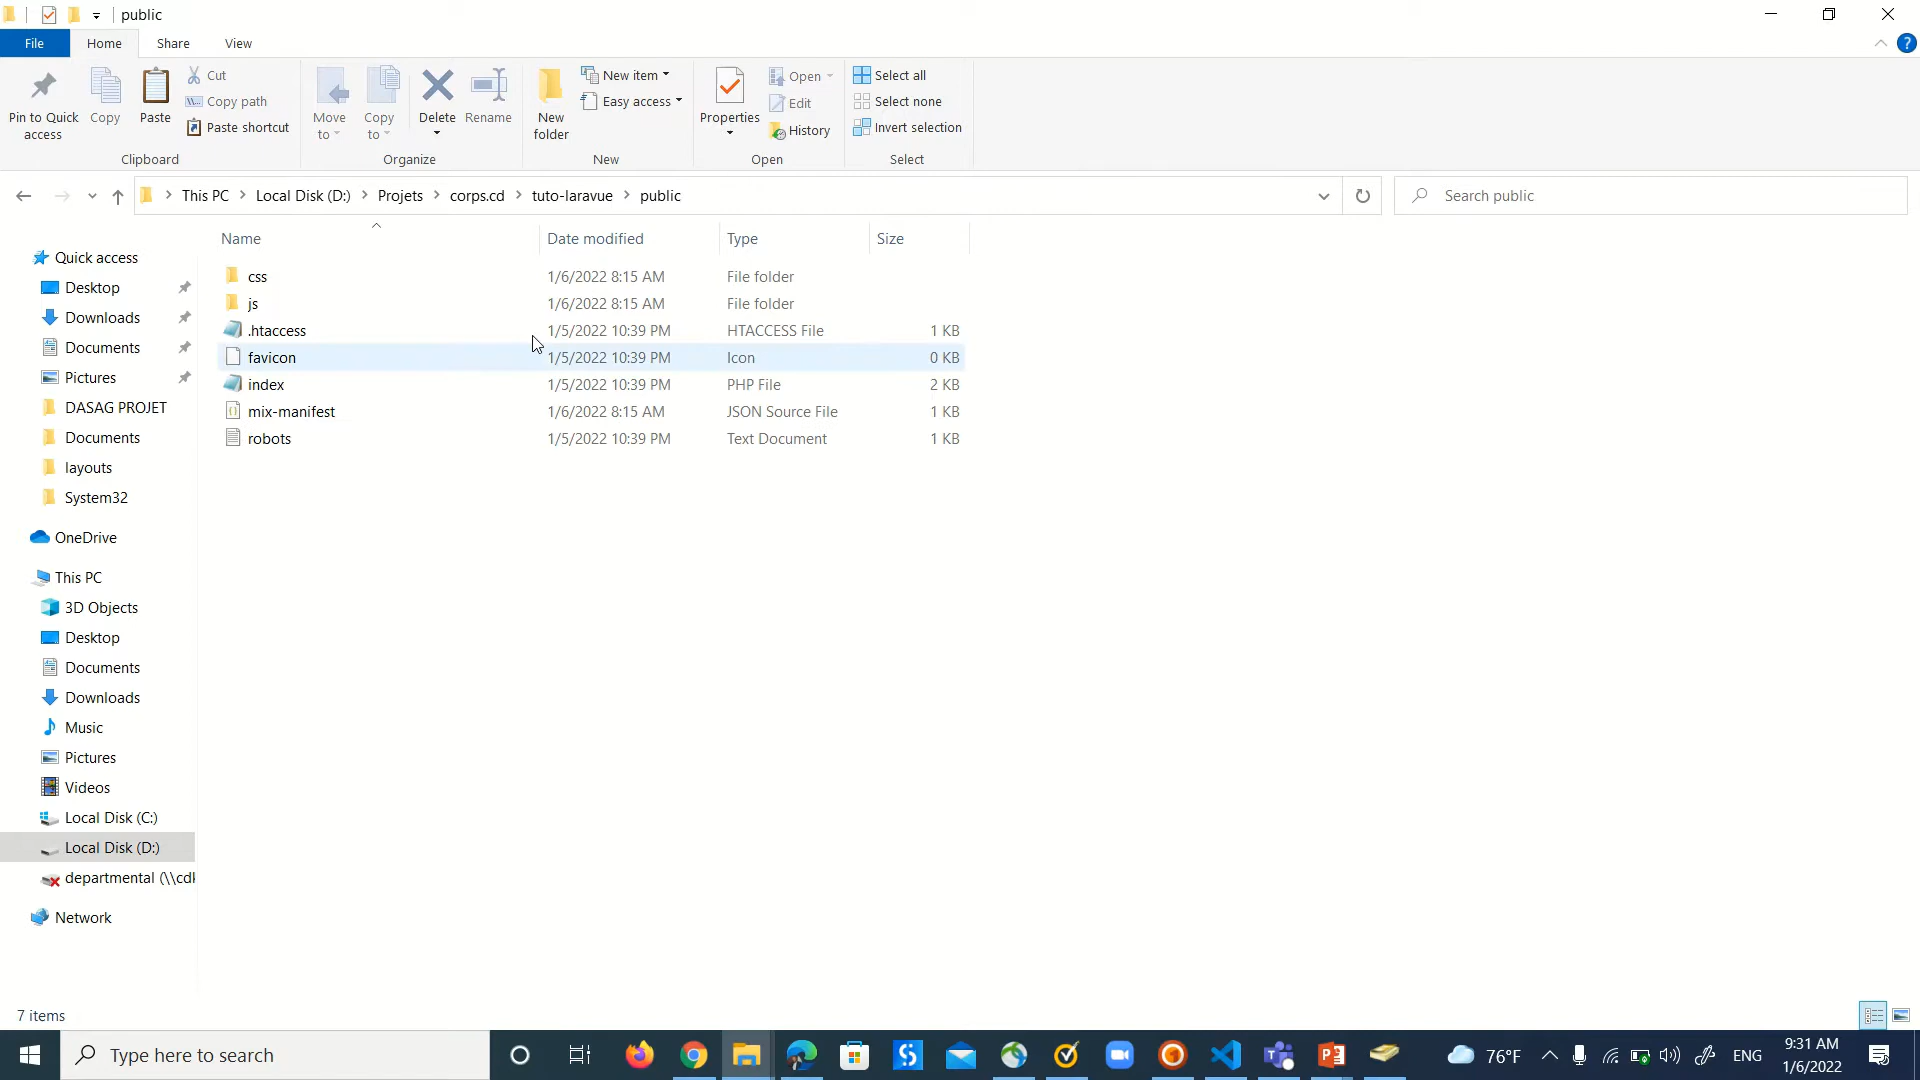 public
File Home Share View
Pin to Quick access
Copy
Paste
Cut
Copy path
Paste shortcut
Clipboard
Move to
Copy to
Delete
Rename
Organize
New folder
New item
Easy access
New
Properties
Open
Edit
History
Open
Select all
Select none
Invert selection
Select
This PC > Local Disk (D:) > Projets > corps.cd > tuto-laravue > public
Search public
Name Date modified Type Size
css 1/6/2022 8:15 AM File folder
js 1/6/2022 8:15 AM File folder
.htaccess 1/5/2022 10:39 PM HTACCESS File 1 KB
favicon 1/5/2022 10:39 PM Icon 0 KB
index 1/5/2022 10:39 PM PHP File 2 KB
mix-manifest 1/6/2022 8:15 AM JSON Source File 1 KB
robots 1/5/2022 10:39 PM Text Document 1 KB
Quick access
Desktop
Downloads
Documents
Pictures
DASAG PROJET
Documents
layouts
System32
OneDrive
This PC
3D Objects
Desktop
Documents
Downloads
Music
Pictures
Videos
Local Disk (C:)
Local Disk (D:)
departmental (\\cdk
Network
7 items
Type here to search
76°F
ENG
9:31 AM
1/6/2022